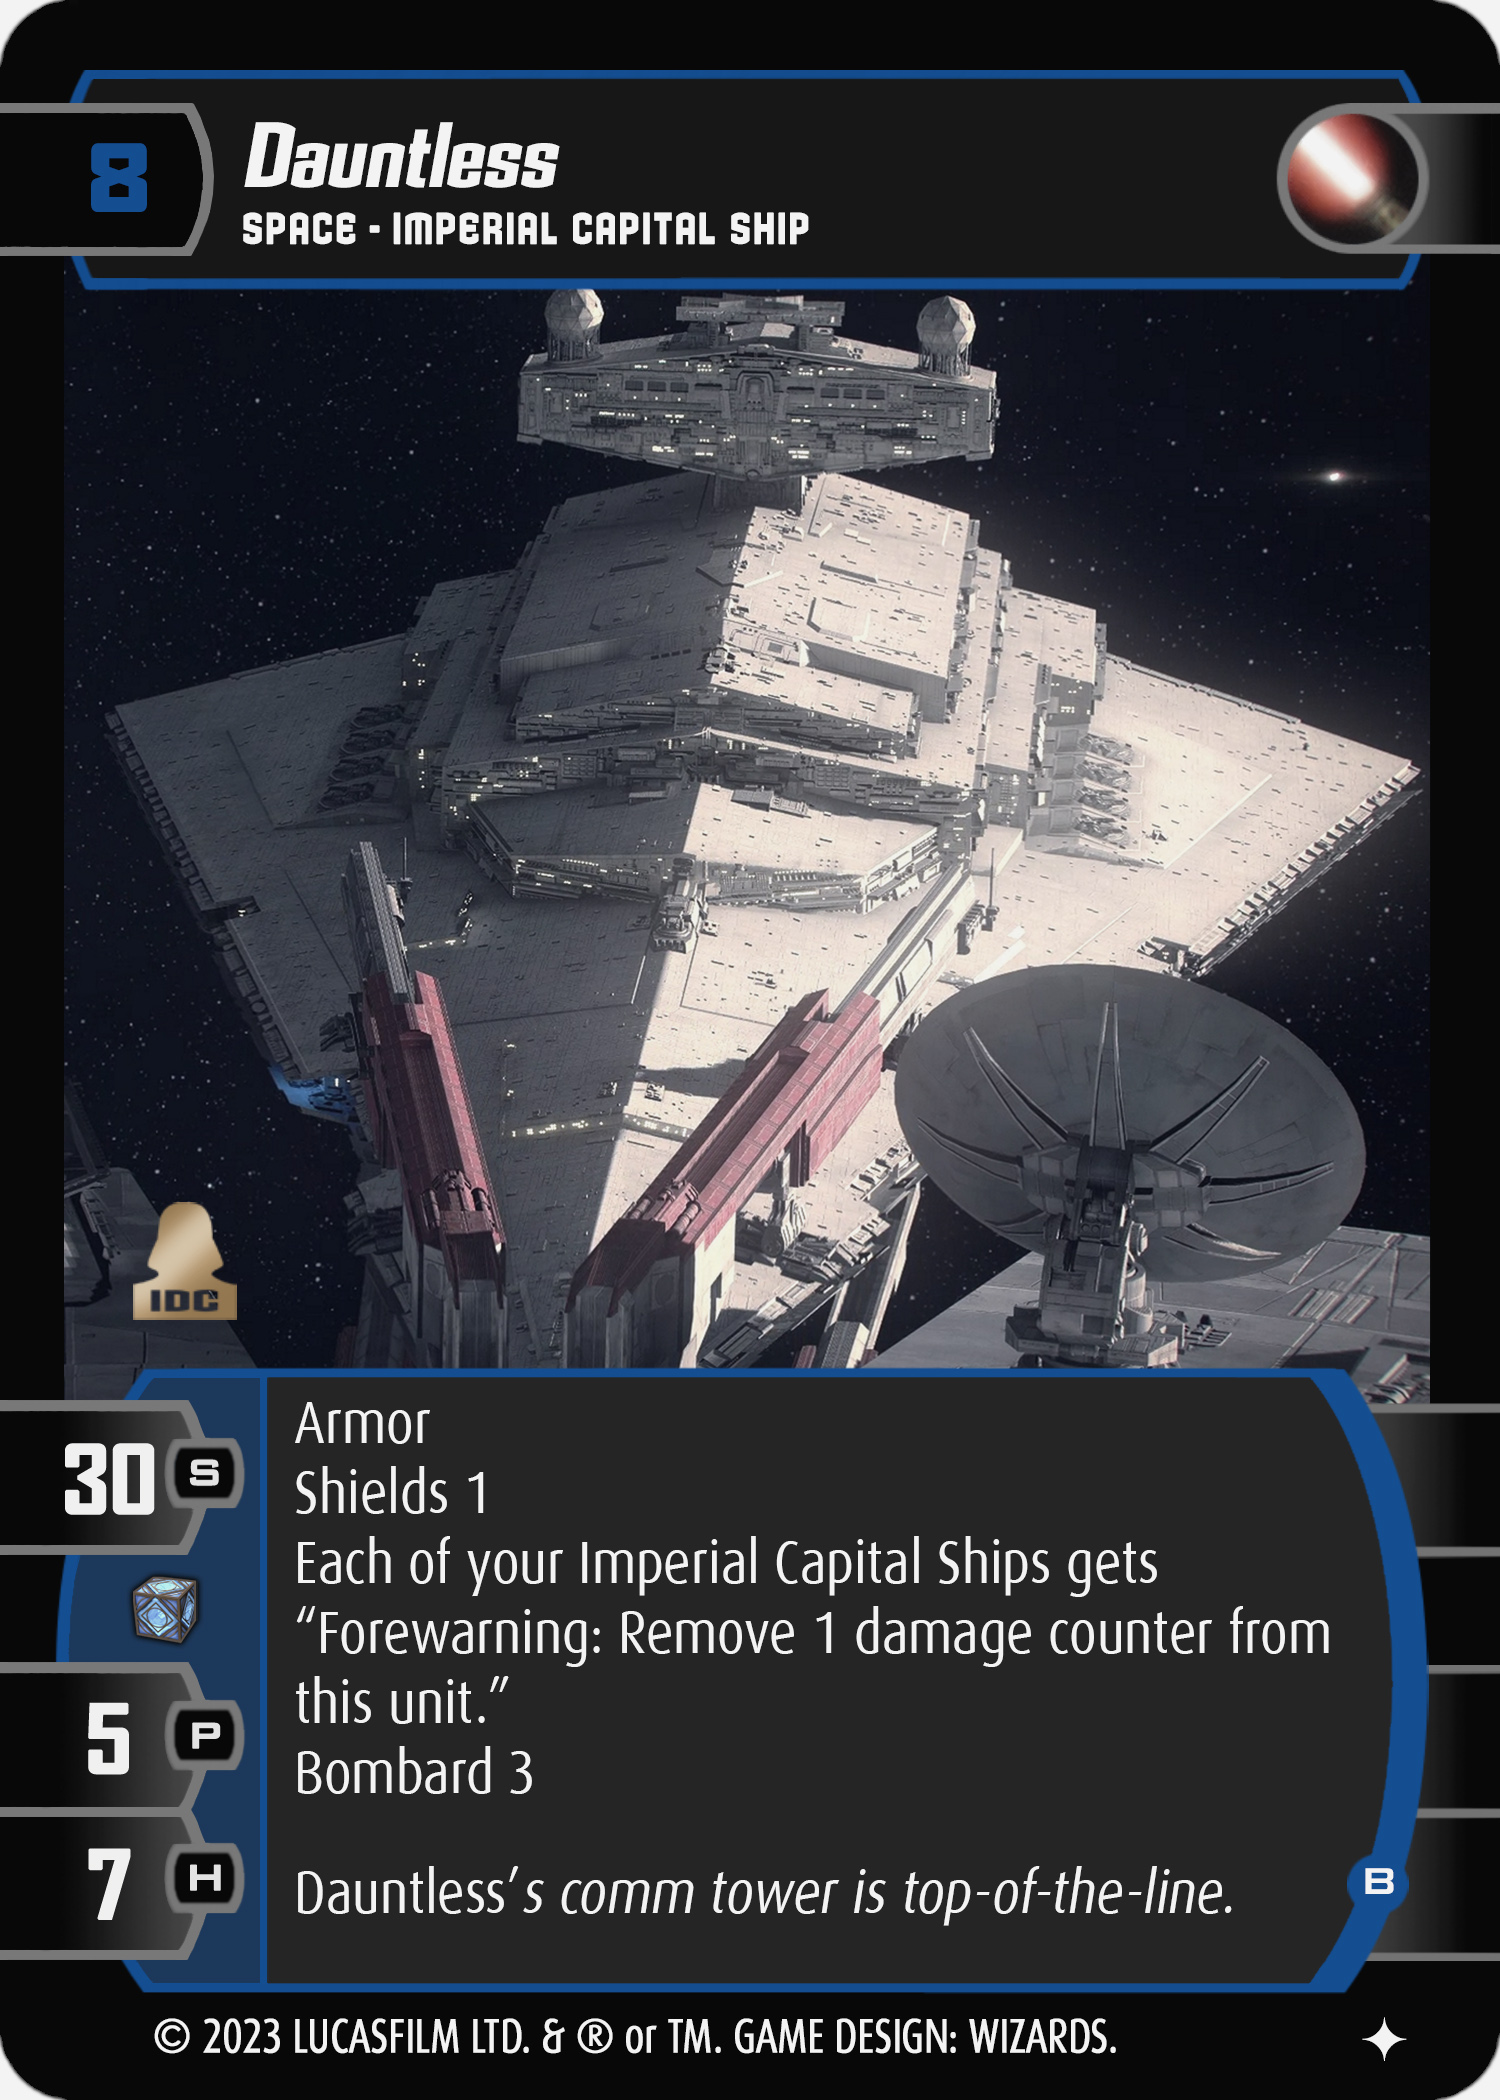 8
Dauntless
SPACE - IMPERIAL CAPITAL SHIP
IDC
30 S
5 P
7 H
Armor
Shields 1
Each of your Imperial Capital Ships gets
“Forewarning: Remove 1 damage counter from
this unit.”
Bombard 3
Dauntless’s comm tower is top-of-the-line.
B
© 2023 LUCASFILM LTD. & ® or TM. GAME DESIGN: WIZARDS.